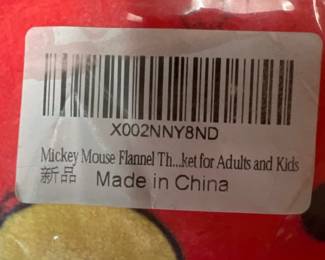 X002NNY8ND
Mickey Mouse Flannel Th...ket for Adults and Kids
新品 Made in China